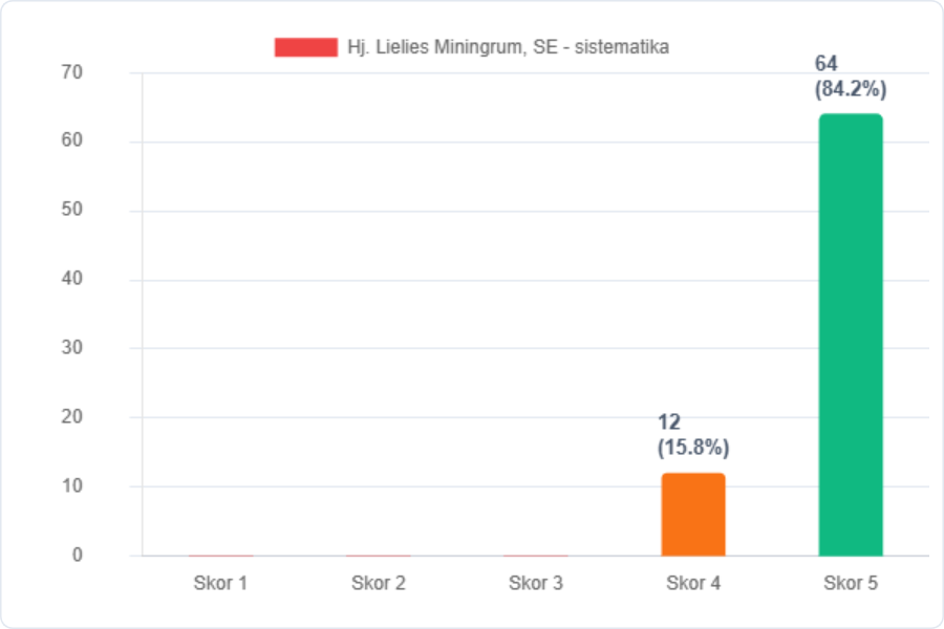 Hj. Lielies Miningrum, SE - sistematika
70
60
50
40
30
20
10
0
64
(84.2%)
12
(15.8%)
Skor 1
Skor 2
Skor 3
Skor 4
Skor 5